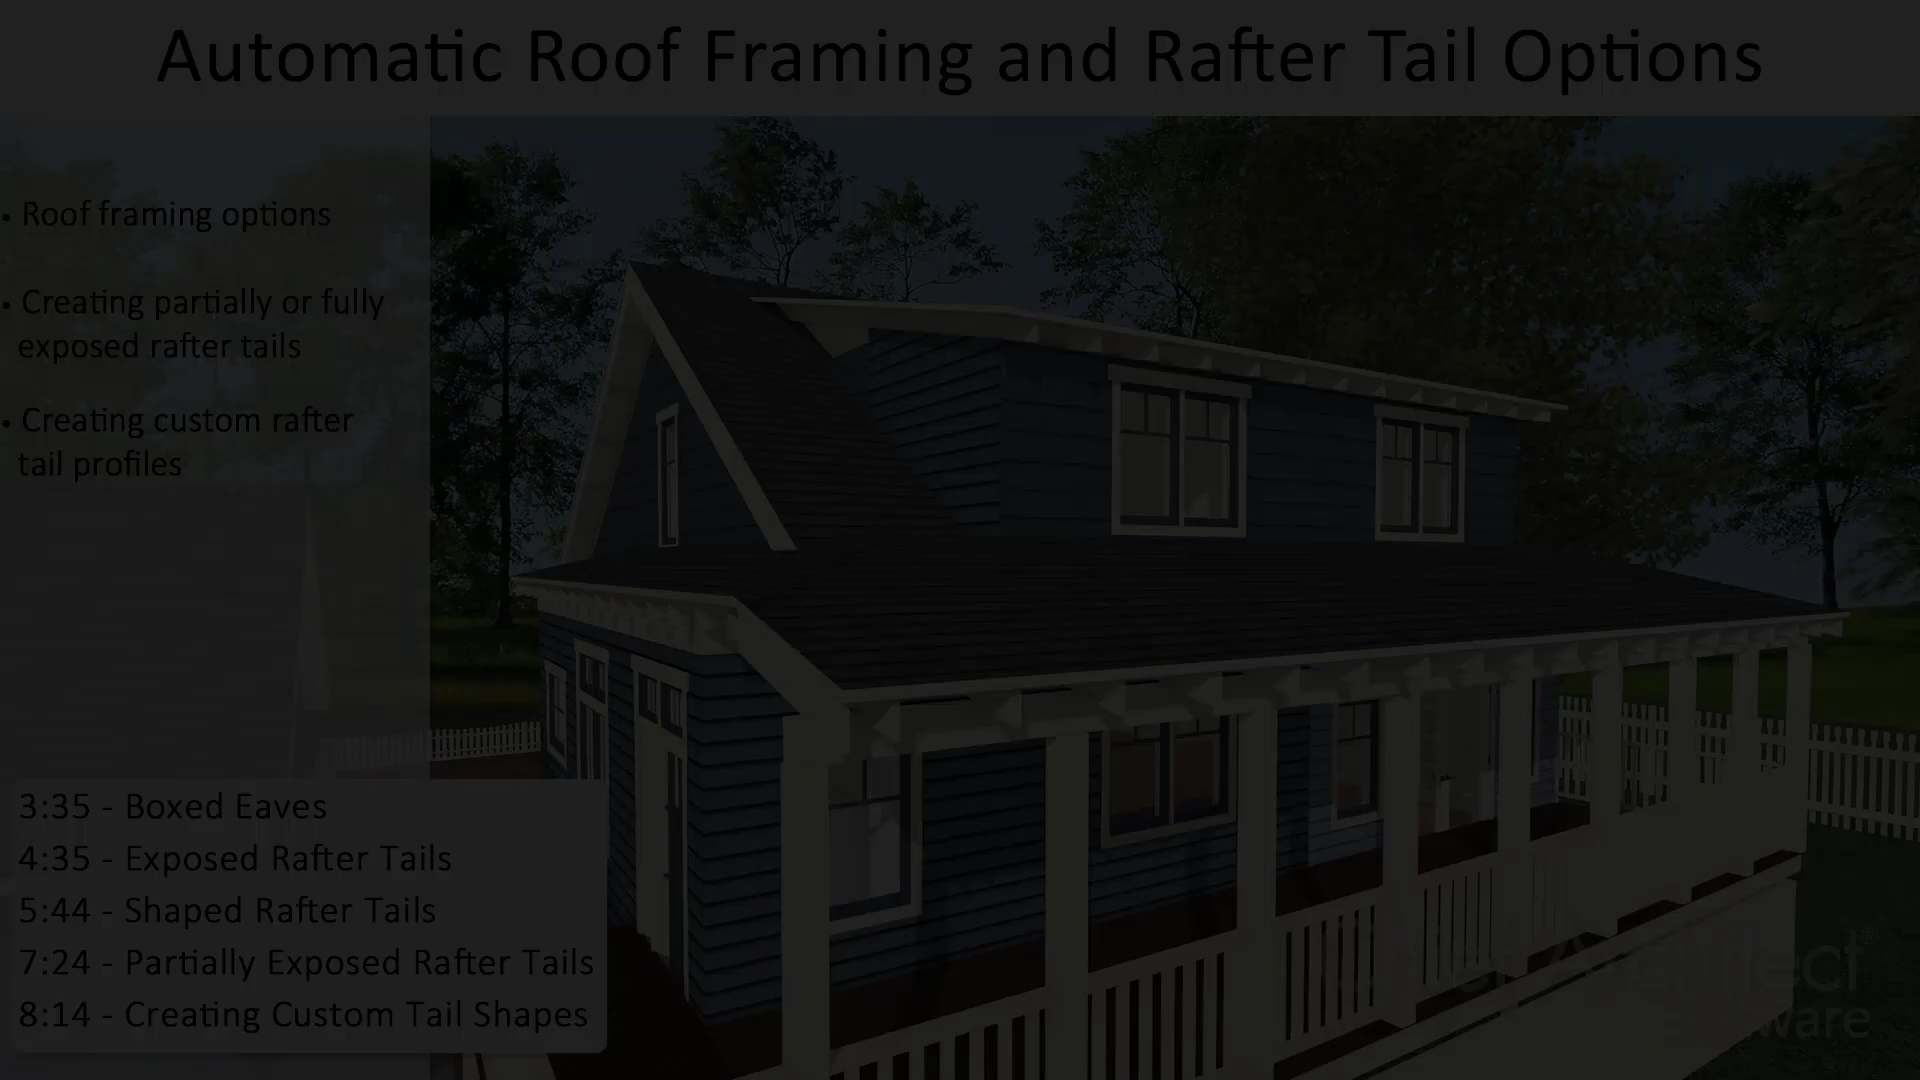 Automatic Roof Framing and Rafter Tail Options
• Roof framing options
• Creating partially or fully
exposed rafter tails
• Creating custom rafter
tail profiles
3:35 - Boxed Eaves
4:35 - Exposed Rafter Tails
5:44 - Shaped Rafter Tails
7:24 - Partially Exposed Rafter Tails
8:14 - Creating Custom Tail Shapes